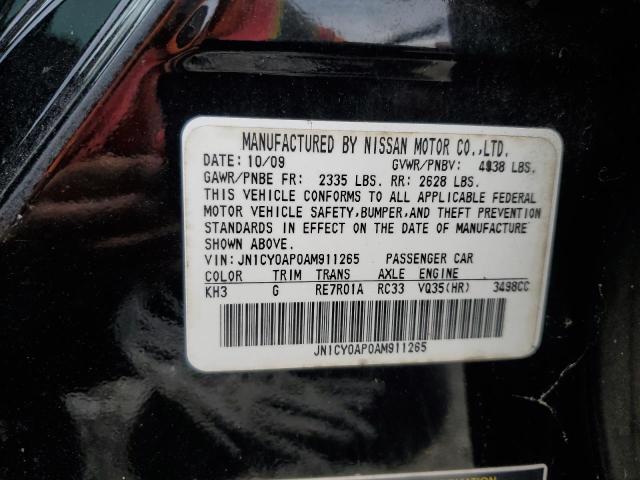 MANUFACTURED BY NISSAN MOTOR CO.,LTD.
DATE: 10/09 GVWR/PNBV: 4938 LBS.
GAWR/PNBE FR: 2335 LBS. RR: 2628 LBS.
THIS VEHICLE CONFORMS TO ALL APPLICABLE FEDERAL
MOTOR VEHICLE SAFETY, BUMPER, AND THEFT PREVENTION
STANDARDS IN EFFECT ON THE DATE OF MANUFACTURE
SHOWN ABOVE.
VIN: JN1CY0AP0AM911265 PASSENGER CAR
COLOR TRIM TRANS AXLE ENGINE
KH3 G RE7R01A RC33 VQ35(HR) 3498CC
JN1CY0AP0AM911265